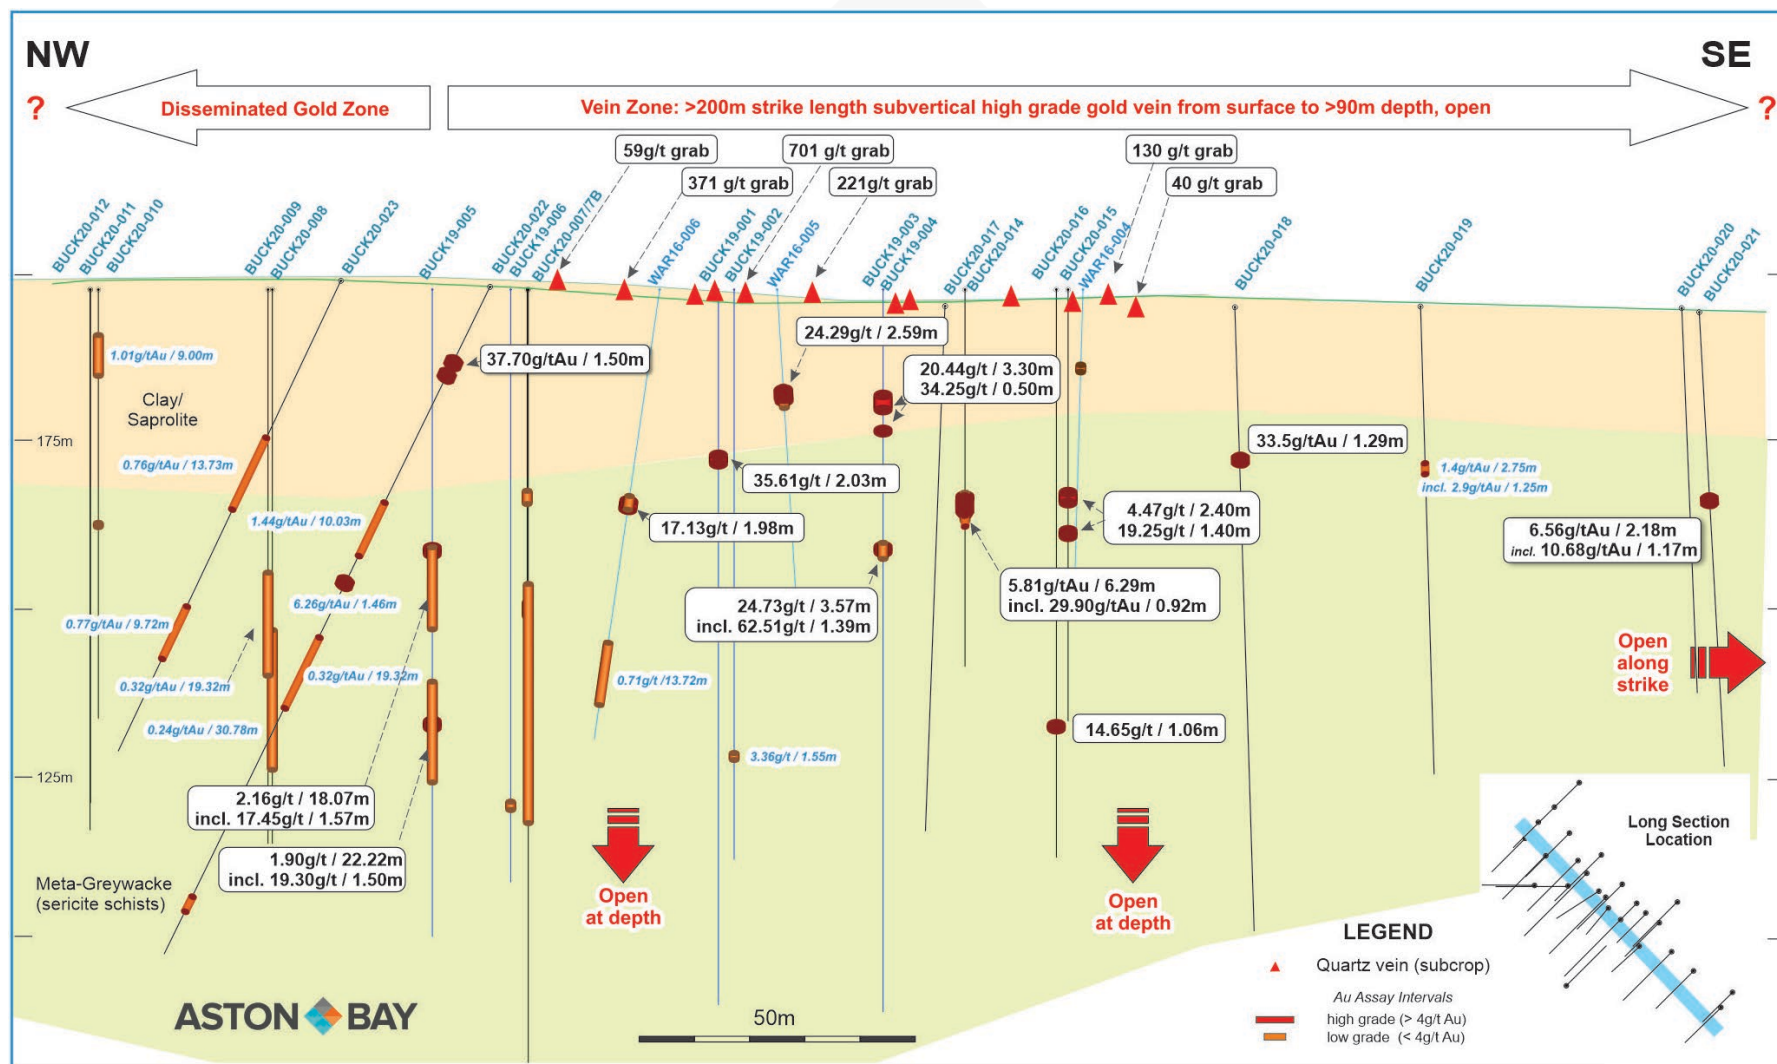 NW
SE
?
Disseminated Gold Zone
Vein Zone: >200m strike length subvertical high grade gold vein from surface to >90m depth, open
?
59g/t grab
701 g/t grab
130 g/t grab
371 g/t grab
221g/t grab
40 g/t grab
BUCK20-012
BUCK20-011
BUCK20-010
BUCK20-009
BUCK20-008
BUCK20-023
BUCK19-005
BUCK20-022
BUCK19-006
BUCK20-007/7B
WAR16-006
BUCK19-001
BUCK19-002
WAR16-005
BUCK19-003
BUCK19-004
BUCK20-017
BUCK20-014
BUCK20-016
BUCK20-015
WAR16-004
BUCK20-018
BUCK20-019
BUCK20-020
BUCK20-021
1.01g/tAu / 9.00m
Clay/
Saprolite
175m
0.76g/tAu / 13.73m
37.70g/tAu / 1.50m
24.29g/t / 2.59m
20.44g/t / 3.30m
34.25g/t / 0.50m
35.61g/t / 2.03m
33.5g/tAu / 1.29m
1.4g/tAu / 2.75m
incl. 2.9g/tAu / 1.25m
1.44g/tAu / 10.03m
17.13g/t / 1.98m
4.47g/t / 2.40m
19.25g/t / 1.40m
6.56g/tAu / 2.18m
incl. 10.68g/tAu / 1.17m
6.26g/tAu / 1.46m
0.77g/tAu / 9.72m
24.73g/t / 3.57m
incl. 62.51g/t / 1.39m
5.81g/tAu / 6.29m
incl. 29.90g/tAu / 0.92m
0.32g/tAu / 19.32m
0.32g/tAu / 19.32m
0.71g/t /13.72m
Open
along
strike
0.24g/tAu / 30.78m
14.65g/t / 1.06m
3.36g/t / 1.55m
125m
2.16g/t / 18.07m
incl. 17.45g/t / 1.57m
1.90g/t / 22.22m
incl. 19.30g/t / 1.50m
Meta-Greywacke
(sericite schists)
Open
at depth
Open
at depth
Long Section
Location
LEGEND
Quartz vein (subcrop)
Au Assay Intervals
high grade (> 4g/t Au)
low grade (< 4g/t Au)
ASTON BAY
50m